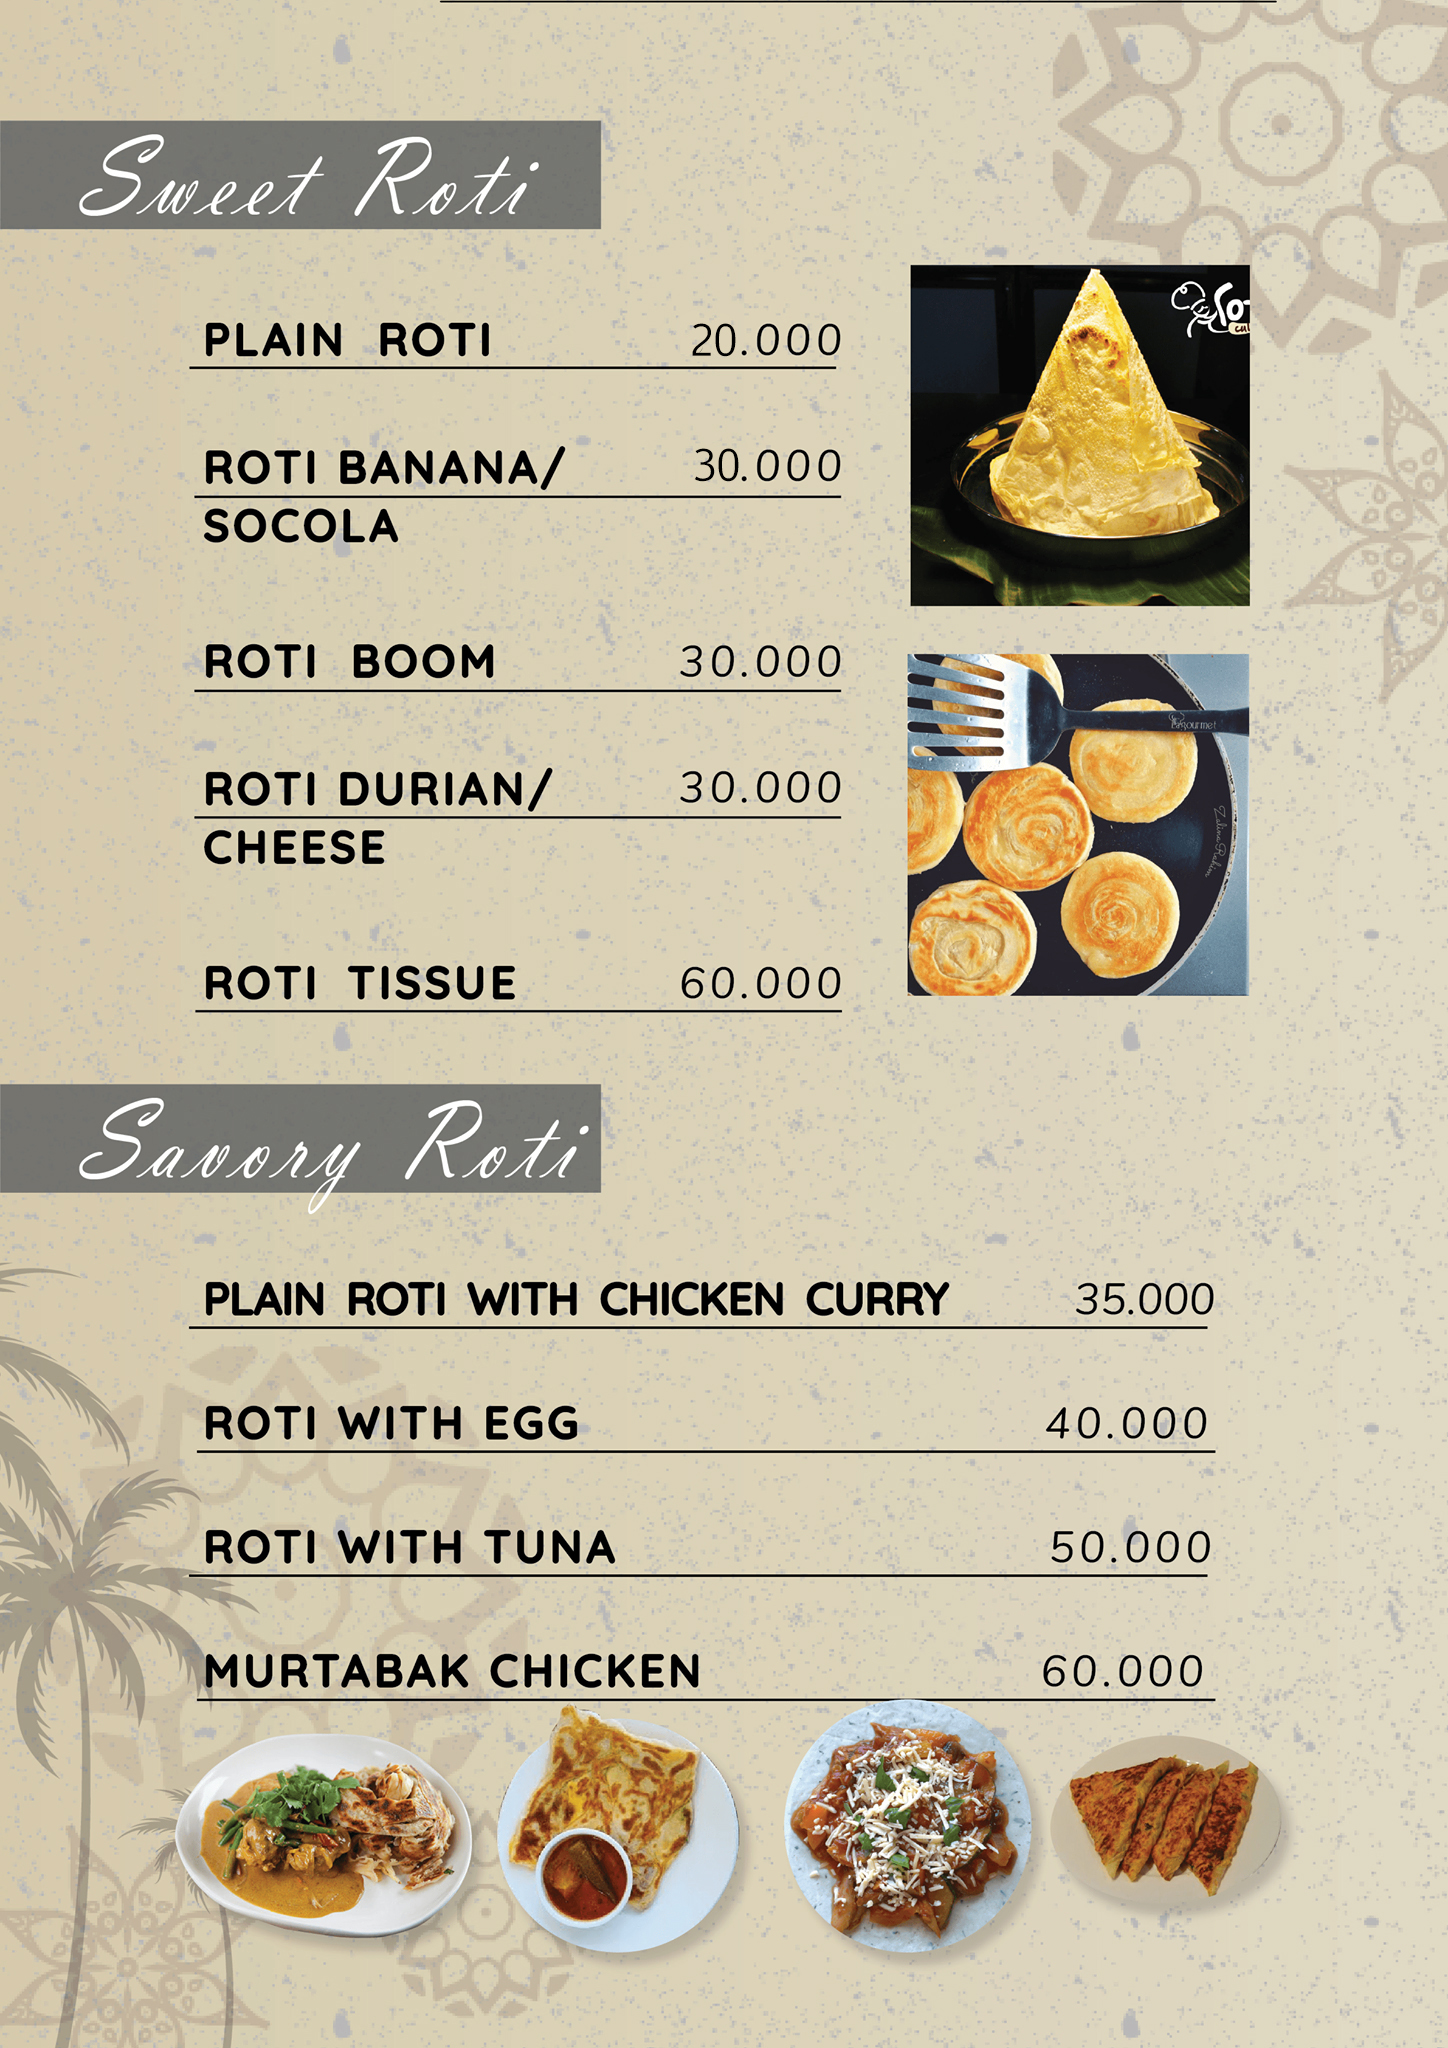 Sweet Roti
PLAIN ROTI 20.000
ROTI BANANA/ 30.000
SOCOLA
ROTI BOOM 30.000
ROTI DURIAN/ 30.000
CHEESE
ROTI TISSUE 60.000
Savory Roti
PLAIN ROTI WITH CHICKEN CURRY 35.000
ROTI WITH EGG 40.000
ROTI WITH TUNA 50.000
MURTABAK CHICKEN 60.000